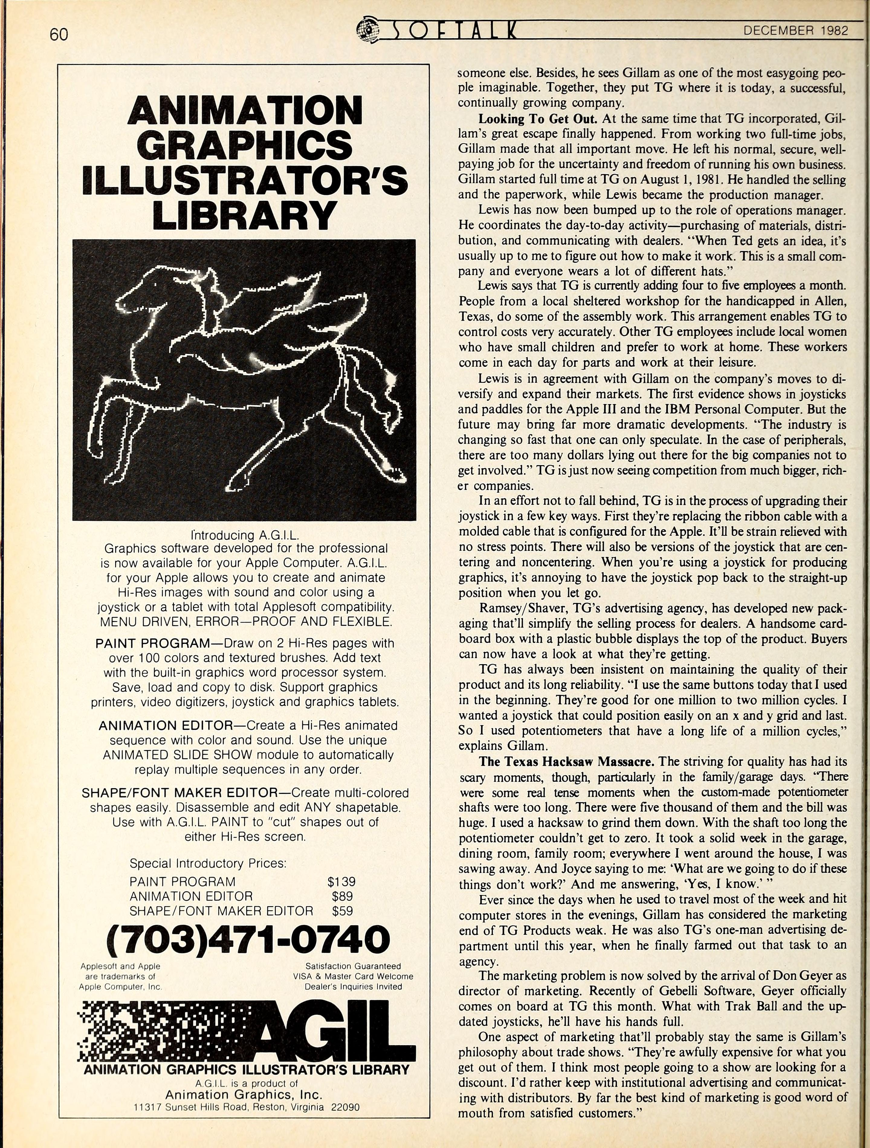 60
SOFTALK
DECEMBER 1982
ANIMATION
GRAPHICS
ILLUSTRATOR'S
LIBRARY
Introducing A.G.I.L.
Graphics software developed for the professional
is now available for your Apple Computer. A.G.I.L.
for your Apple allows you to create and animate
Hi-Res images with sound and color using a
joystick or a tablet with total Applesoft compatibility.
MENU DRIVEN, ERROR—PROOF AND FLEXIBLE.
PAINT PROGRAM—Draw on 2 Hi-Res pages with
over 100 colors and textured brushes. Add text
with the built-in graphics word processor system.
Save, load and copy to disk. Support graphics
printers, video digitizers, joystick and graphics tablets.
ANIMATION EDITOR—Create a Hi-Res animated
sequence with color and sound. Use the unique
ANIMATED SLIDE SHOW module to automatically
replay multiple sequences in any order.
SHAPE/FONT MAKER EDITOR—Create multi-colored
shapes easily. Disassemble and edit ANY shapetable.
Use with A.G.I.L. PAINT to "cut" shapes out of
either Hi-Res screen.
Special Introductory Prices:
PAINT PROGRAM $139
ANIMATION EDITOR $89
SHAPE/FONT MAKER EDITOR $59
(703)471-0740
Applesoft and Apple
are trademarks of
Apple Computer, Inc.
Satisfaction Guaranteed
VISA & Master Card Welcome
Dealer's Inquiries Invited
AGIL
ANIMATION GRAPHICS ILLUSTRATOR'S LIBRARY
A.G.I.L. is a product of
Animation Graphics, Inc.
11317 Sunset Hills Road, Reston, Virginia 22090
someone else. Besides, he sees Gillam as one of the most easygoing peo-
ple imaginable. Together, they put TG where it is today, a successful,
continually growing company.
Looking To Get Out. At the same time that TG incorporated, Gil-
lam's great escape finally happened. From working two full-time jobs,
Gillam made that all important move. He left his normal, secure, well-
paying job for the uncertainty and freedom of running his own business.
Gillam started full time at TG on August 1, 1981. He handled the selling
and the paperwork, while Lewis became the production manager.
Lewis has now been bumped up to the role of operations manager.
He coordinates the day-to-day activity—purchasing of materials, distri-
bution, and communicating with dealers. "When Ted gets an idea, it's
usually up to me to figure out how to make it work. This is a small com-
pany and everyone wears a lot of different hats."
Lewis says that TG is currently adding four to five employees a month.
People from a local sheltered workshop for the handicapped in Allen,
Texas, do some of the assembly work. This arrangement enables TG to
control costs very accurately. Other TG employees include local women
who have small children and prefer to work at home. These workers
come in each day for parts and work at their leisure.
Lewis is in agreement with Gillam on the company's moves to di-
versify and expand their markets. The first evidence shows in joysticks
and paddles for the Apple III and the IBM Personal Computer. But the
future may bring far more dramatic developments. "The industry is
changing so fast that one can only speculate. In the case of peripherals,
there are too many dollars lying out there for the big companies not to
get involved." TG is just now seeing competition from much bigger, rich-
er companies.
In an effort not to fall behind, TG is in the process of upgrading their
joystick in a few key ways. First they're replacing the ribbon cable with a
molded cable that is configured for the Apple. It'll be strain relieved with
no stress points. There will also be versions of the joystick that are cen-
tering and noncentering. When you're using a joystick for producing
graphics, it's annoying to have the joystick pop back to the straight-up
position when you let go.
Ramsey/Shaver, TG's advertising agency, has developed new pack-
aging that'll simplify the selling process for dealers. A handsome card-
board box with a plastic bubble displays the top of the product. Buyers
can now have a look at what they're getting.
TG has always been insistent on maintaining the quality of their
product and its long reliability. "I use the same buttons today that I used
in the beginning. They're good for one million to two million cycles. I
wanted a joystick that could position easily on an x and y grid and last.
So I used potentiometers that have a long life of a million cycles,"
explains Gillam.
The Texas Hacksaw Massacre. The striving for quality has had its
scary moments, though, particularly in the family/garage days. "There
were some real tense moments when the custom-made potentiometer
shafts were too long. There were five thousand of them and the bill was
huge. I used a hacksaw to grind them down. With the shaft too long the
potentiometer couldn't get to zero. It took a solid week in the garage,
dining room, family room; everywhere I went around the house, I was
sawing away. And Joyce saying to me: 'What are we going to do if these
things don't work?' And me answering, 'Yes, I know.' "
Ever since the days when he used to travel most of the week and hit
computer stores in the evenings, Gillam has considered the marketing
end of TG Products weak. He was also TG's one-man advertising de-
partment until this year, when he finally farmed out that task to an
agency.
The marketing problem is now solved by the arrival of Don Geyer as
director of marketing. Recently of Gebelli Software, Geyer officially
comes on board at TG this month. What with Trak Ball and the up-
dated joysticks, he'll have his hands full.
One aspect of marketing that'll probably stay the same is Gillam's
philosophy about trade shows. "They're awfully expensive for what you
get out of them. I think most people going to a show are looking for a
discount. I'd rather keep with institutional advertising and communicat-
ing with distributors. By far the best kind of marketing is good word of
mouth from satisfied customers."